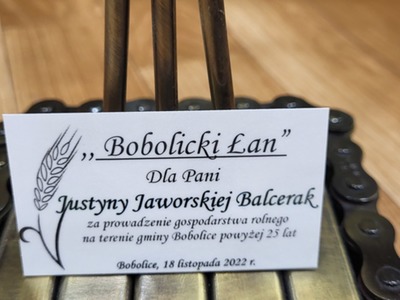 ,,Bobolicki Łan”
Dla Pani
Justyny Jaworskiej Balcerak
za prowadzenie gospodarstwa rolnego
na terenie gminy Bobolice powyżej 25 lat
Bobolice, 18 listopada 2022 r.